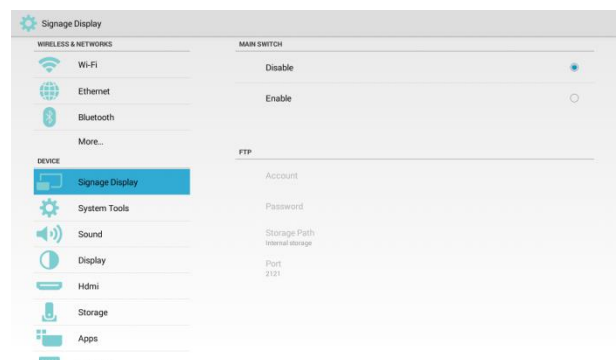 Signage Display
WIRELESS & NETWORKS
Wi-Fi
Ethernet
Bluetooth
More...
DEVICE
Signage Display
System Tools
Sound
Display
Hdmi
Storage
Apps
MAIN SWITCH
Disable
Enable
FTP
Account
Password
Storage Path
Internal storage
Port
2121